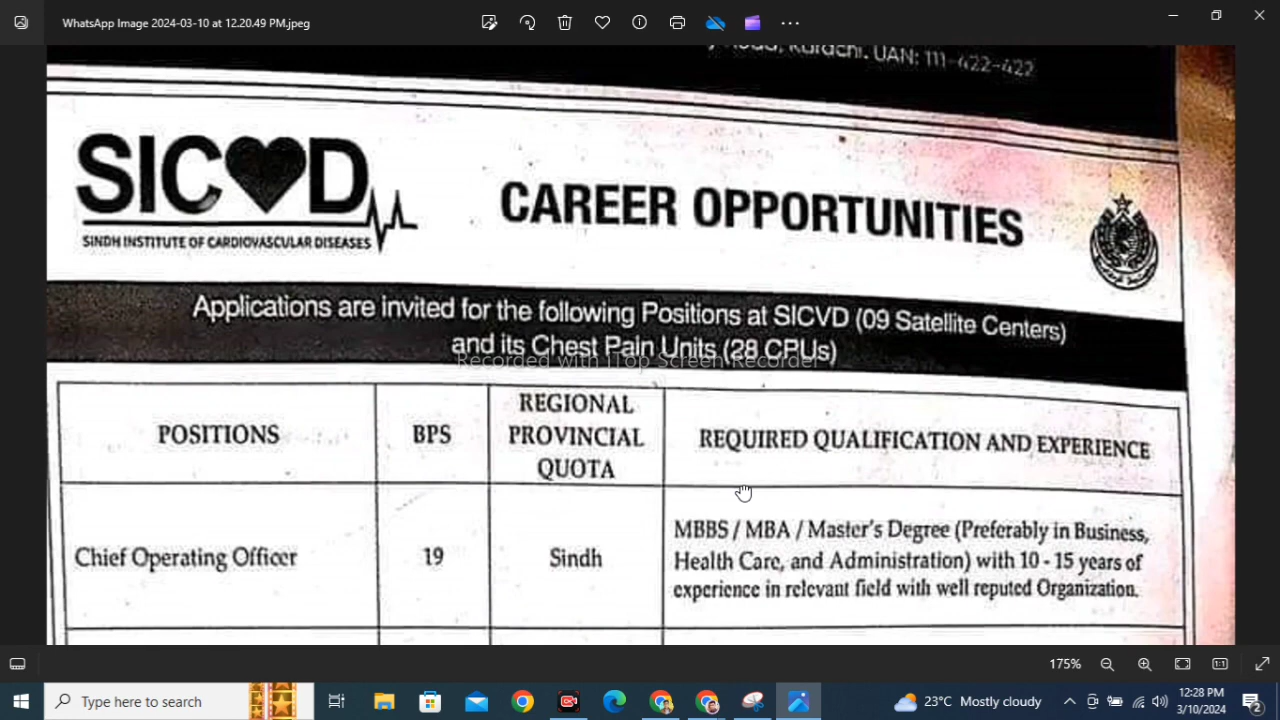 WhatsApp Image 2024-03-10 at 12.20.49 PM.jpeg
Road, Karachi. UAN: 111-422-422
SICVD
SINDH INSTITUTE OF CARDIOVASCULAR DISEASES
CAREER OPPORTUNITIES
Applications are invited for the following Positions at SICVD (09 Satellite Centers)
and its Chest Pain Units (28 CPUs)
Recorded with iTop Screen Recorder
POSITIONS
BPS
REGIONAL
PROVINCIAL
QUOTA
REQUIRED QUALIFICATION AND EXPERIENCE
Chief Operating Officer
19
Sindh
MBBS / MBA / Master's Degree (Preferably in Business,
Health Care, and Administration) with 10 - 15 years of
experience in relevant field with well reputed Organization.
175%
Type here to search
23°C Mostly cloudy
12:28 PM
3/10/2024
2